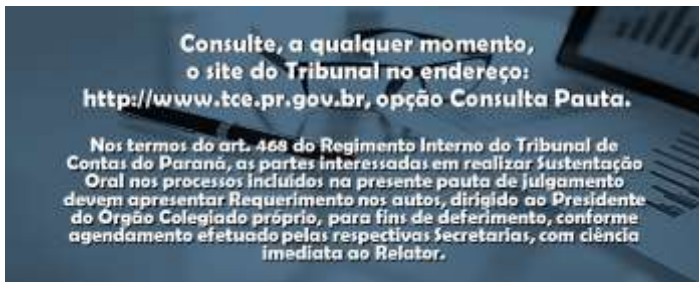 Consulte, a qualquer momento,
o site do Tribunal no endereço:
http://www.tce.pr.gov.br, opção Consulta Pauta.
Nos termos do art. 468 do Regimento Interno do Tribunal de
Contas do Paraná, as partes interessadas em realizar Sustentação
Oral nos processos incluídos na presente pauta de julgamento
devem apresentar Requerimento nos autos, dirigido ao Presidente
do Órgão Colegiado próprio, para fins de deferimento, conforme
agendamento efetuado pelas respectivas Secretarias, com ciência
imediata ao Relator.